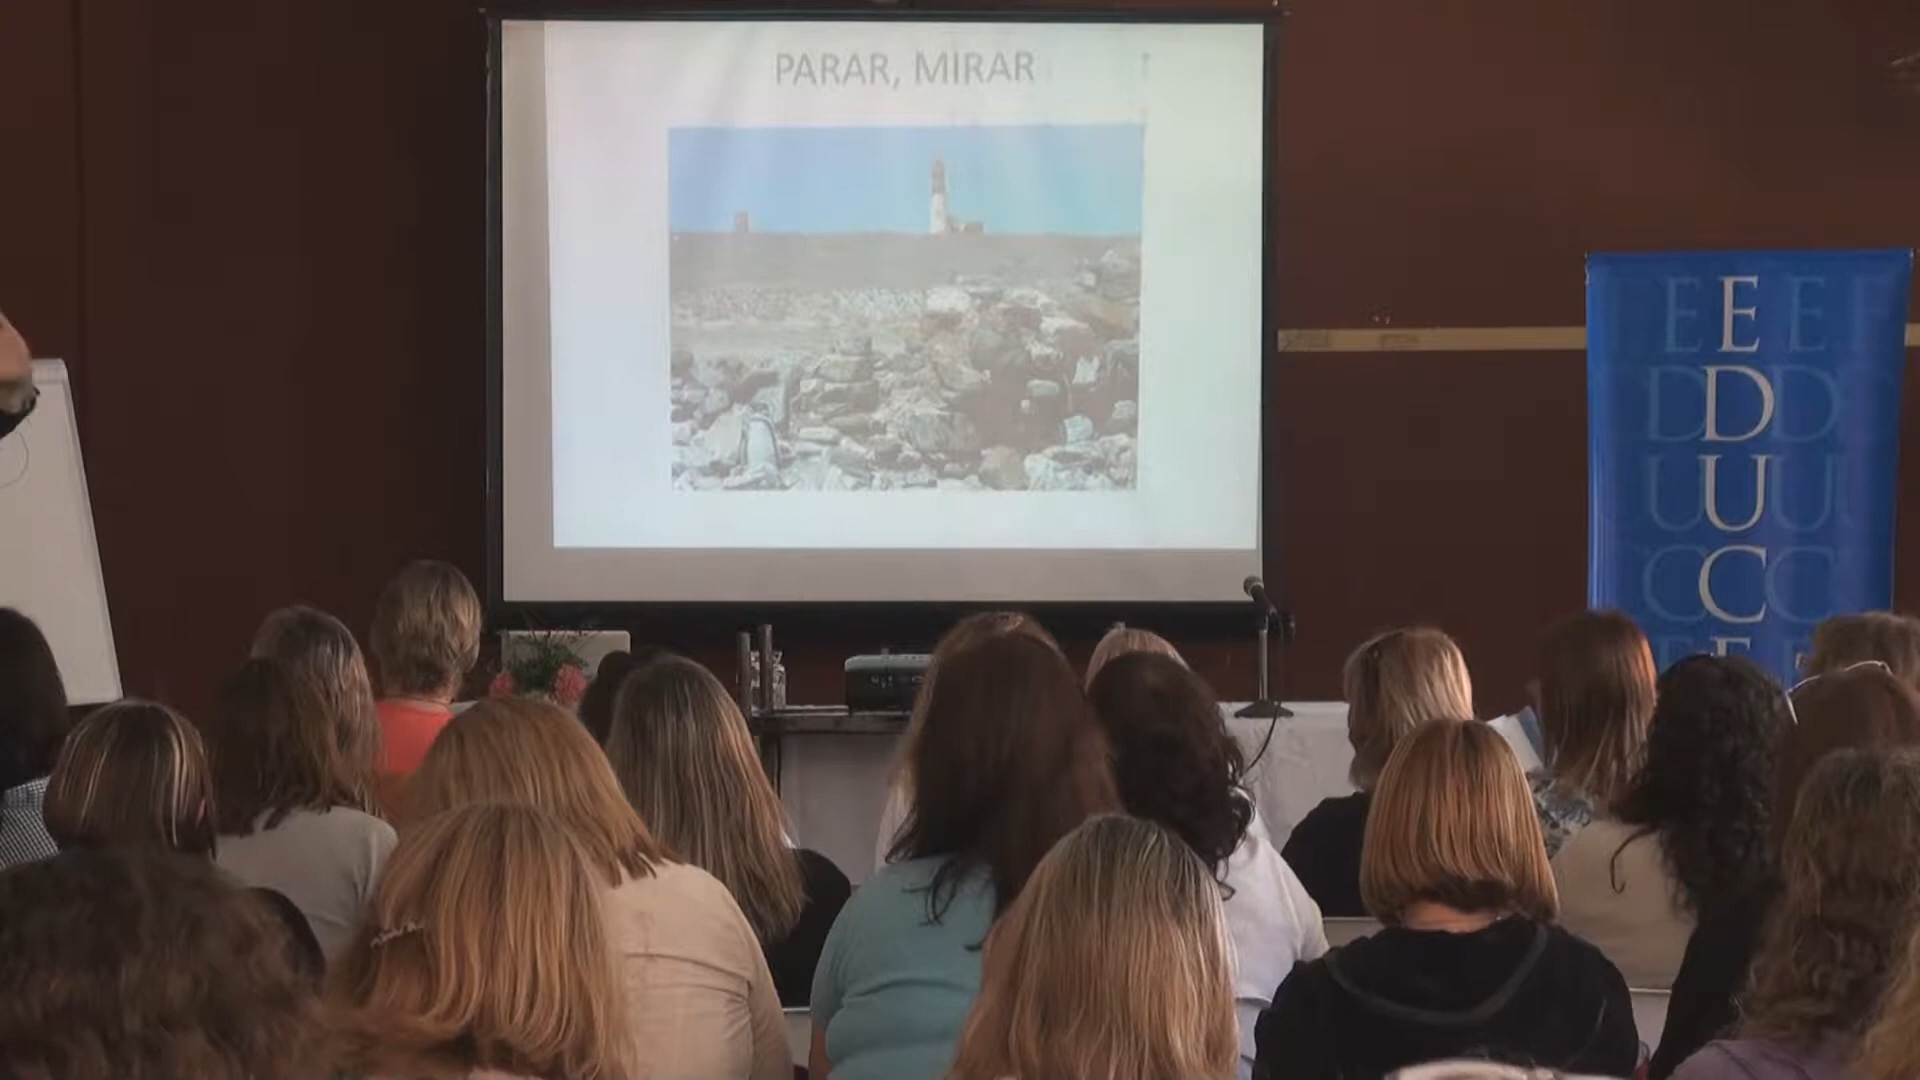 PARAR, MIRAR
E E E E
D D D
U U U
C C C
E E E